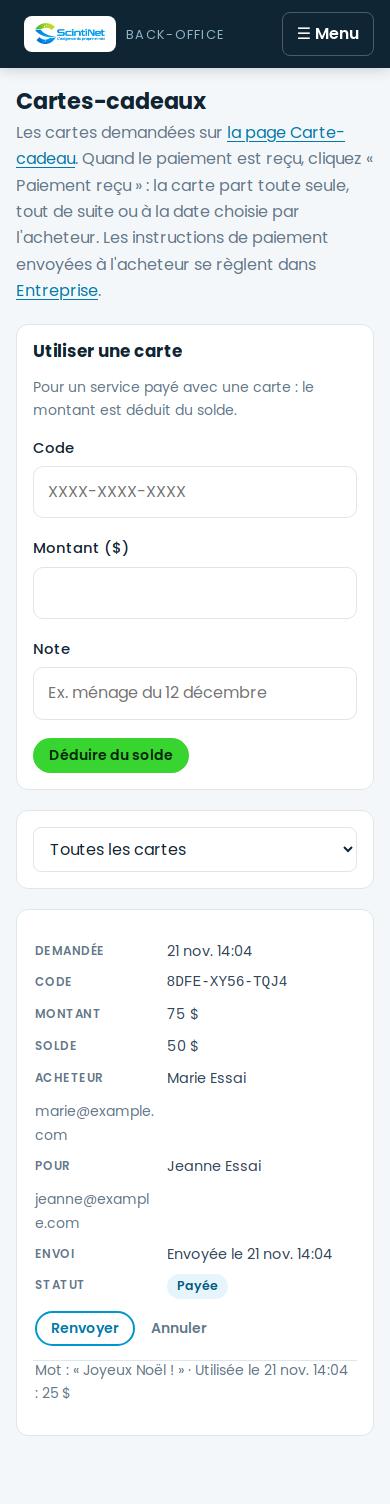 ScintiNet
BACK-OFFICE
☰ Menu
Cartes-cadeaux
Les cartes demandées sur la page Carte-
cadeau. Quand le paiement est reçu, cliquez «
Paiement reçu » : la carte part toute seule,
tout de suite ou à la date choisie par
l'acheteur. Les instructions de paiement
envoyées à l'acheteur se règlent dans
Entreprise.
Utiliser une carte
Pour un service payé avec une carte : le
montant est déduit du solde.
Code
XXXX-XXXX-XXXX
Montant ($)
Note
Ex. ménage du 12 décembre
Déduire du solde
Toutes les cartes
DEMANDÉE 21 nov. 14:04
CODE 8DFE-XY56-TQJ4
MONTANT 75 $
SOLDE 50 $
ACHETEUR Marie Essai
marie@example.
com
POUR Jeanne Essai
jeanne@exampl
e.com
ENVOI Envoyée le 21 nov. 14:04
STATUT Payée
Renvoyer Annuler
Mot : « Joyeux Noël ! » · Utilisée le 21 nov. 14:04
: 25 $